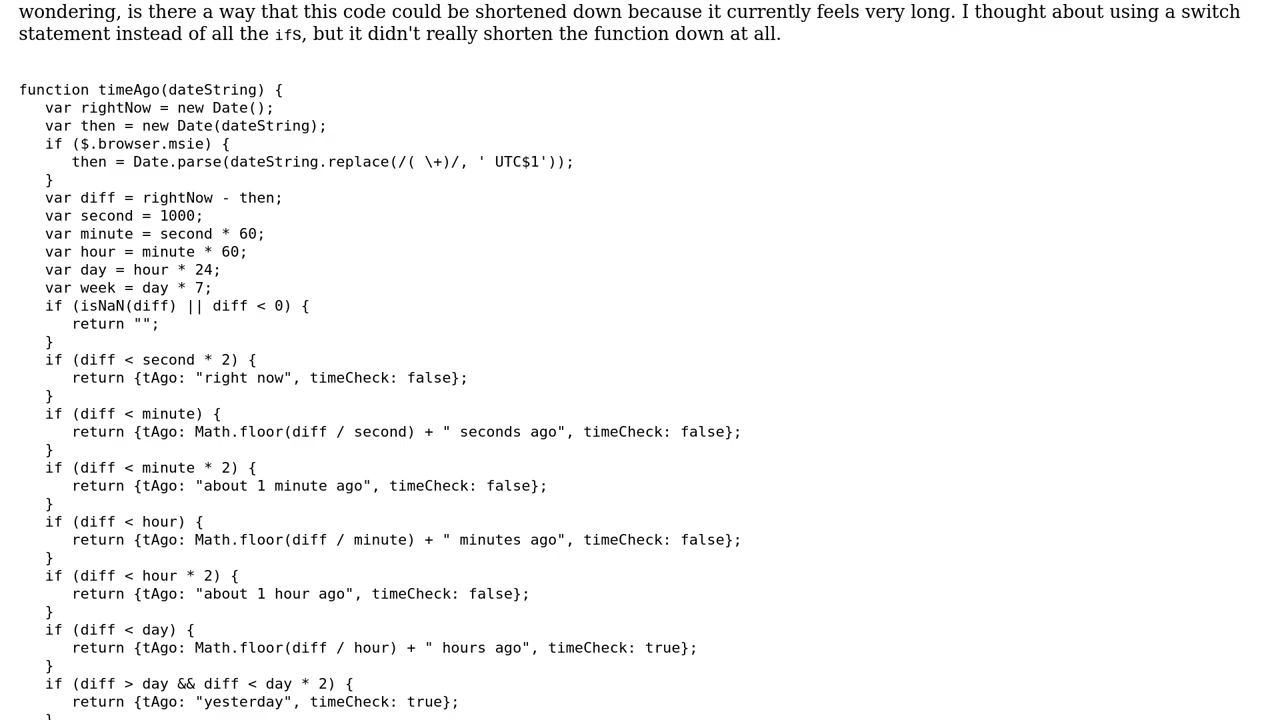 wondering, is there a way that this code could be shortened down because it currently feels very long. I thought about using a switch
statement instead of all the ifs, but it didn't really shorten the function down at all.
function timeAgo(dateString) {
   var rightNow = new Date();
   var then = new Date(dateString);
   if ($.browser.msie) {
      then = Date.parse(dateString.replace(/( \+)/, ' UTC$1'));
   }
   var diff = rightNow - then;
   var second = 1000;
   var minute = second * 60;
   var hour = minute * 60;
   var day = hour * 24;
   var week = day * 7;
   if (isNaN(diff) || diff < 0) {
      return "";
   }
   if (diff < second * 2) {
      return {tAgo: "right now", timeCheck: false};
   }
   if (diff < minute) {
      return {tAgo: Math.floor(diff / second) + " seconds ago", timeCheck: false};
   }
   if (diff < minute * 2) {
      return {tAgo: "about 1 minute ago", timeCheck: false};
   }
   if (diff < hour) {
      return {tAgo: Math.floor(diff / minute) + " minutes ago", timeCheck: false};
   }
   if (diff < hour * 2) {
      return {tAgo: "about 1 hour ago", timeCheck: false};
   }
   if (diff < day) {
      return {tAgo: Math.floor(diff / hour) + " hours ago", timeCheck: true};
   }
   if (diff > day && diff < day * 2) {
      return {tAgo: "yesterday", timeCheck: true};
   }